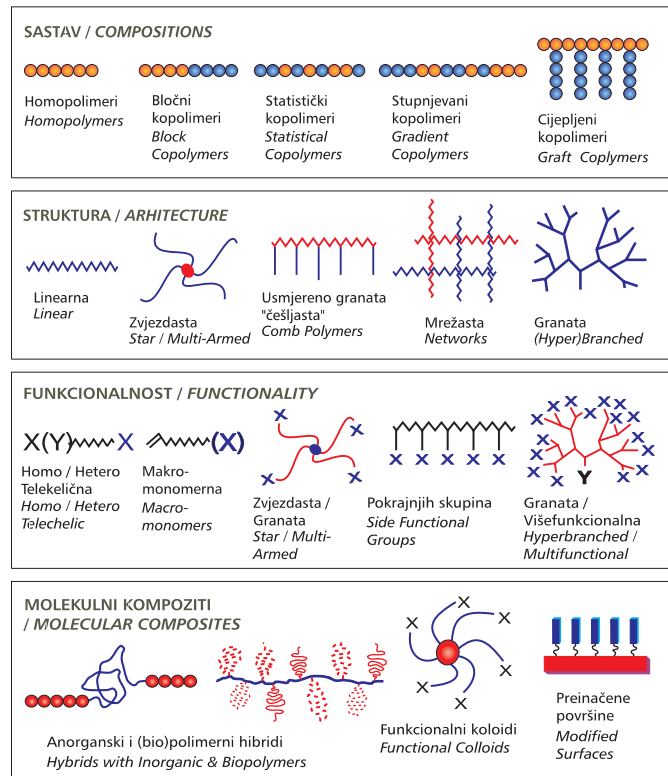 SASTAV / COMPOSITIONS
Homopolimeri
Homopolymers
Bločni
kopolimeri
Block
Copolymers
Statistički
kopolimeri
Statistical
Copolymers
Stupnjevani
kopolimeri
Gradient
Copolymers
Cijepljeni
kopolimeri
Graft Coplymers
STRUKTURA / ARHITECTURE
Linearna
Linear
Zvjezdasta
Star / Multi-Armed
Usmjereno granata
"češljasta"
Comb Polymers
Mrežasta
Networks
Granata
(Hyper)Branched
FUNKCIONALNOST / FUNCTIONALITY
X(Y) X
Homo / Hetero
Telekelična
Homo / Hetero
Telechelic
(X)
Makro-
monomerna
Macro-
monomers
X X X X
Zvjezdasta /
Granata
Star / Multi-
Armed
X X X X X
Pokrajnjih skupina
Side Functional
Groups
X X X X X X X X X X X X X X X X
Y
Granata /
Višefunkcionalna
Hyperbranched /
Multifunctional
MOLEKULNI KOMPOZITI
/ MOLECULAR COMPOSITES
Anorganski i (bio)polimerni hibridi
Hybrids with Inorganic & Biopolymers
X X X X X X X
Funkcionalni koloidi
Functional Colloids
Preinačene
površine
Modified
Surfaces